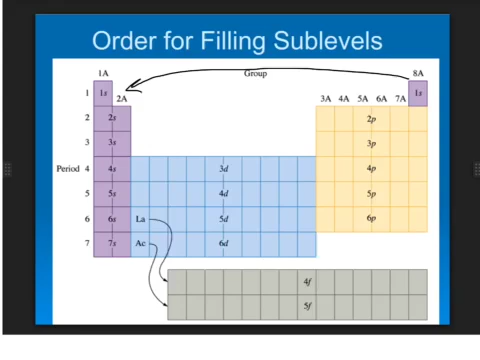 Order for Filling Sublevels
1A Group 8A
1 1s 2A 3A 4A 5A 6A 7A 1s
2 2s 2p
3 3s 3p
Period 4 4s 3d 4p
5 5s 4d 5p
6 6s La 5d 6p
7 7s Ac 6d
4f
5f